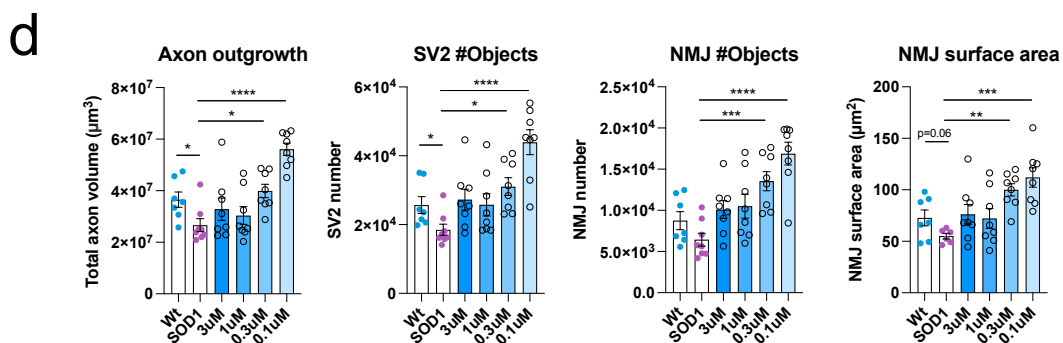 d
Axon outgrowth
Total axon volume (µm³)
8×10⁷
6×10⁷
4×10⁷
2×10⁷
0
****
*
*
Wt
SOD1
3uM
1uM
0.3uM
0.1uM
SV2 #Objects
SV2 number
6×10⁴
4×10⁴
2×10⁴
0
****
*
*
Wt
SOD1
3uM
1uM
0.3uM
0.1uM
NMJ #Objects
NMJ number
2.5×10⁴
2.0×10⁴
1.5×10⁴
1.0×10⁴
5.0×10³
0
****
***
Wt
SOD1
3uM
1uM
0.3uM
0.1uM
NMJ surface area
NMJ surface area (µm²)
200
150
100
50
0
***
**
p=0.06
Wt
SOD1
3uM
1uM
0.3uM
0.1uM